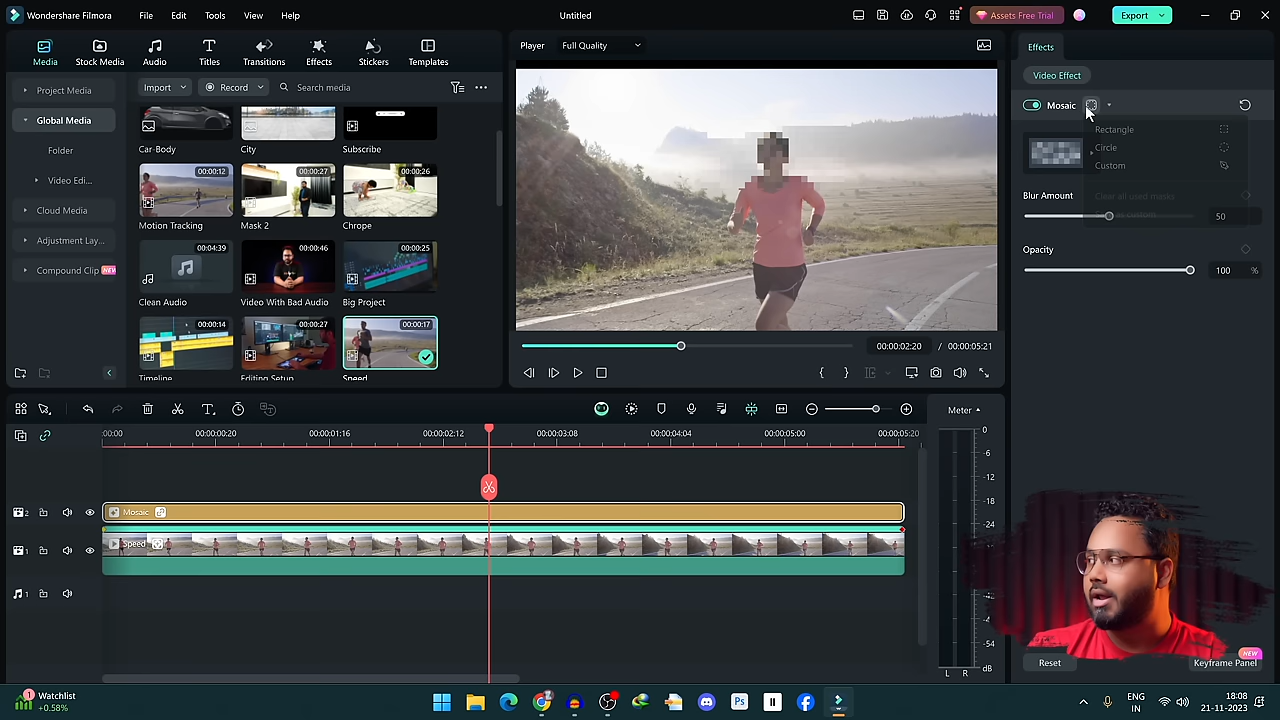 Wondershare Filmora
File
Edit
Tools
View
Help
Untitled
Assets Free Trial
Export
Media
Stock Media
Audio
Titles
Transitions
Effects
Stickers
Templates
Player
Full Quality
Effects
Video Effect
Project Media
Import
Record
Search media
Global Media
Video Edi...
Cloud Media
Adjustment Lay...
Compound Clip NEW
Car-Body
City
Subscribe
00:00:12
00:00:27
00:00:26
Motion Tracking
Mask 2
Chrope
00:04:39
00:00:46
00:00:25
Clean Audio
Video With Bad Audio
Big Project
00:00:14
00:00:27
00:00:17
Timeline
Editing Setup
Speed
Mosaic
Rectangle
Circle
Custom
Clear all used masks
Blur Amount
50
Opacity
100 %
00:00:02:20 / 00:00:05:21
Meter
:00:00
00:00:00:20
00:00:01:16
00:00:02:12
00:00:03:08
00:00:04:04
00:00:05:00
00:00:05:20
0
-6
-12
-18
-24
-54
dB
L R
2
Mosaic
1
Speed
1
Reset
NEW
Keyframe Panel
1
Watchlist
+0.58%
Ps
ENG
IN
18:08
21-11-2023